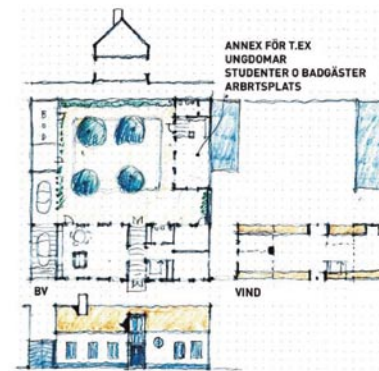 ANNEX FÖR T.EX
UNGDOMAR
STUDENTER O BADGÄSTER
ARBRTSPLATS
BV
VIND